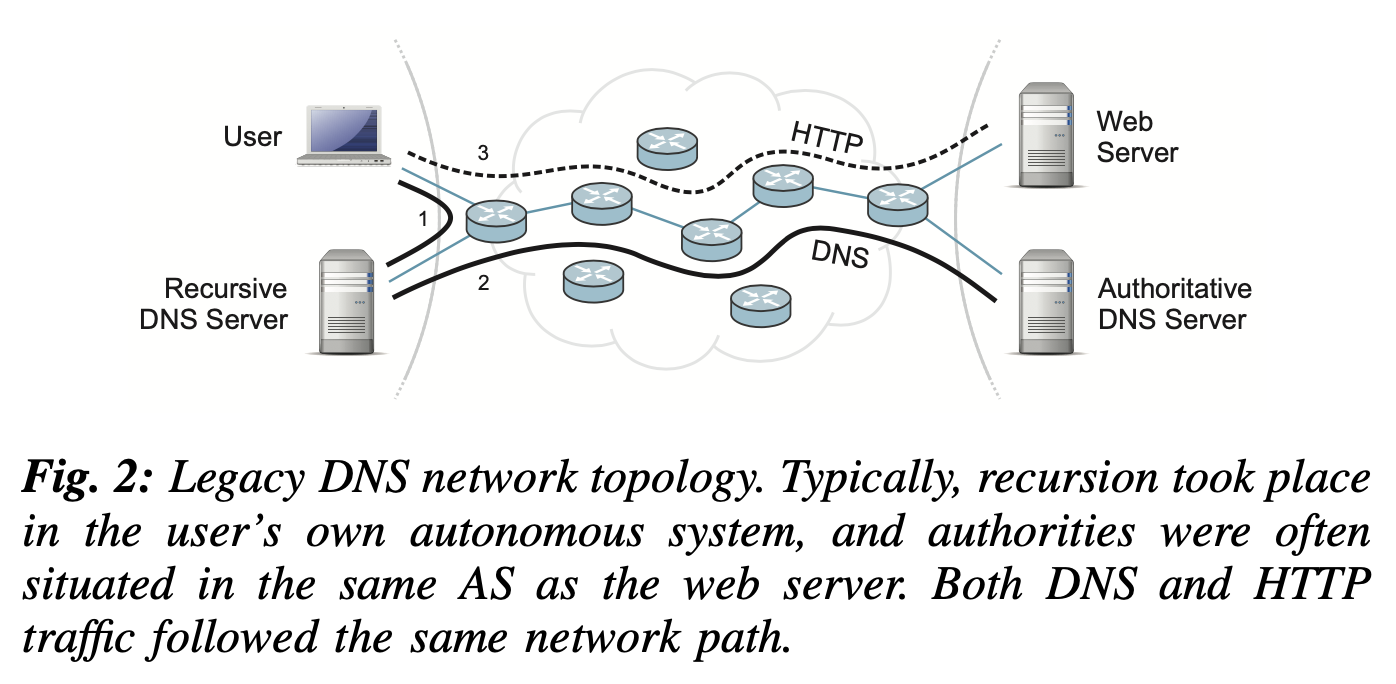 User
3
HTTP
Web
Server
1
Recursive
DNS Server
2
DNS
Authoritative
DNS Server
Fig. 2: Legacy DNS network topology. Typically, recursion took place
in the user’s own autonomous system, and authorities were often
situated in the same AS as the web server. Both DNS and HTTP
traffic followed the same network path.